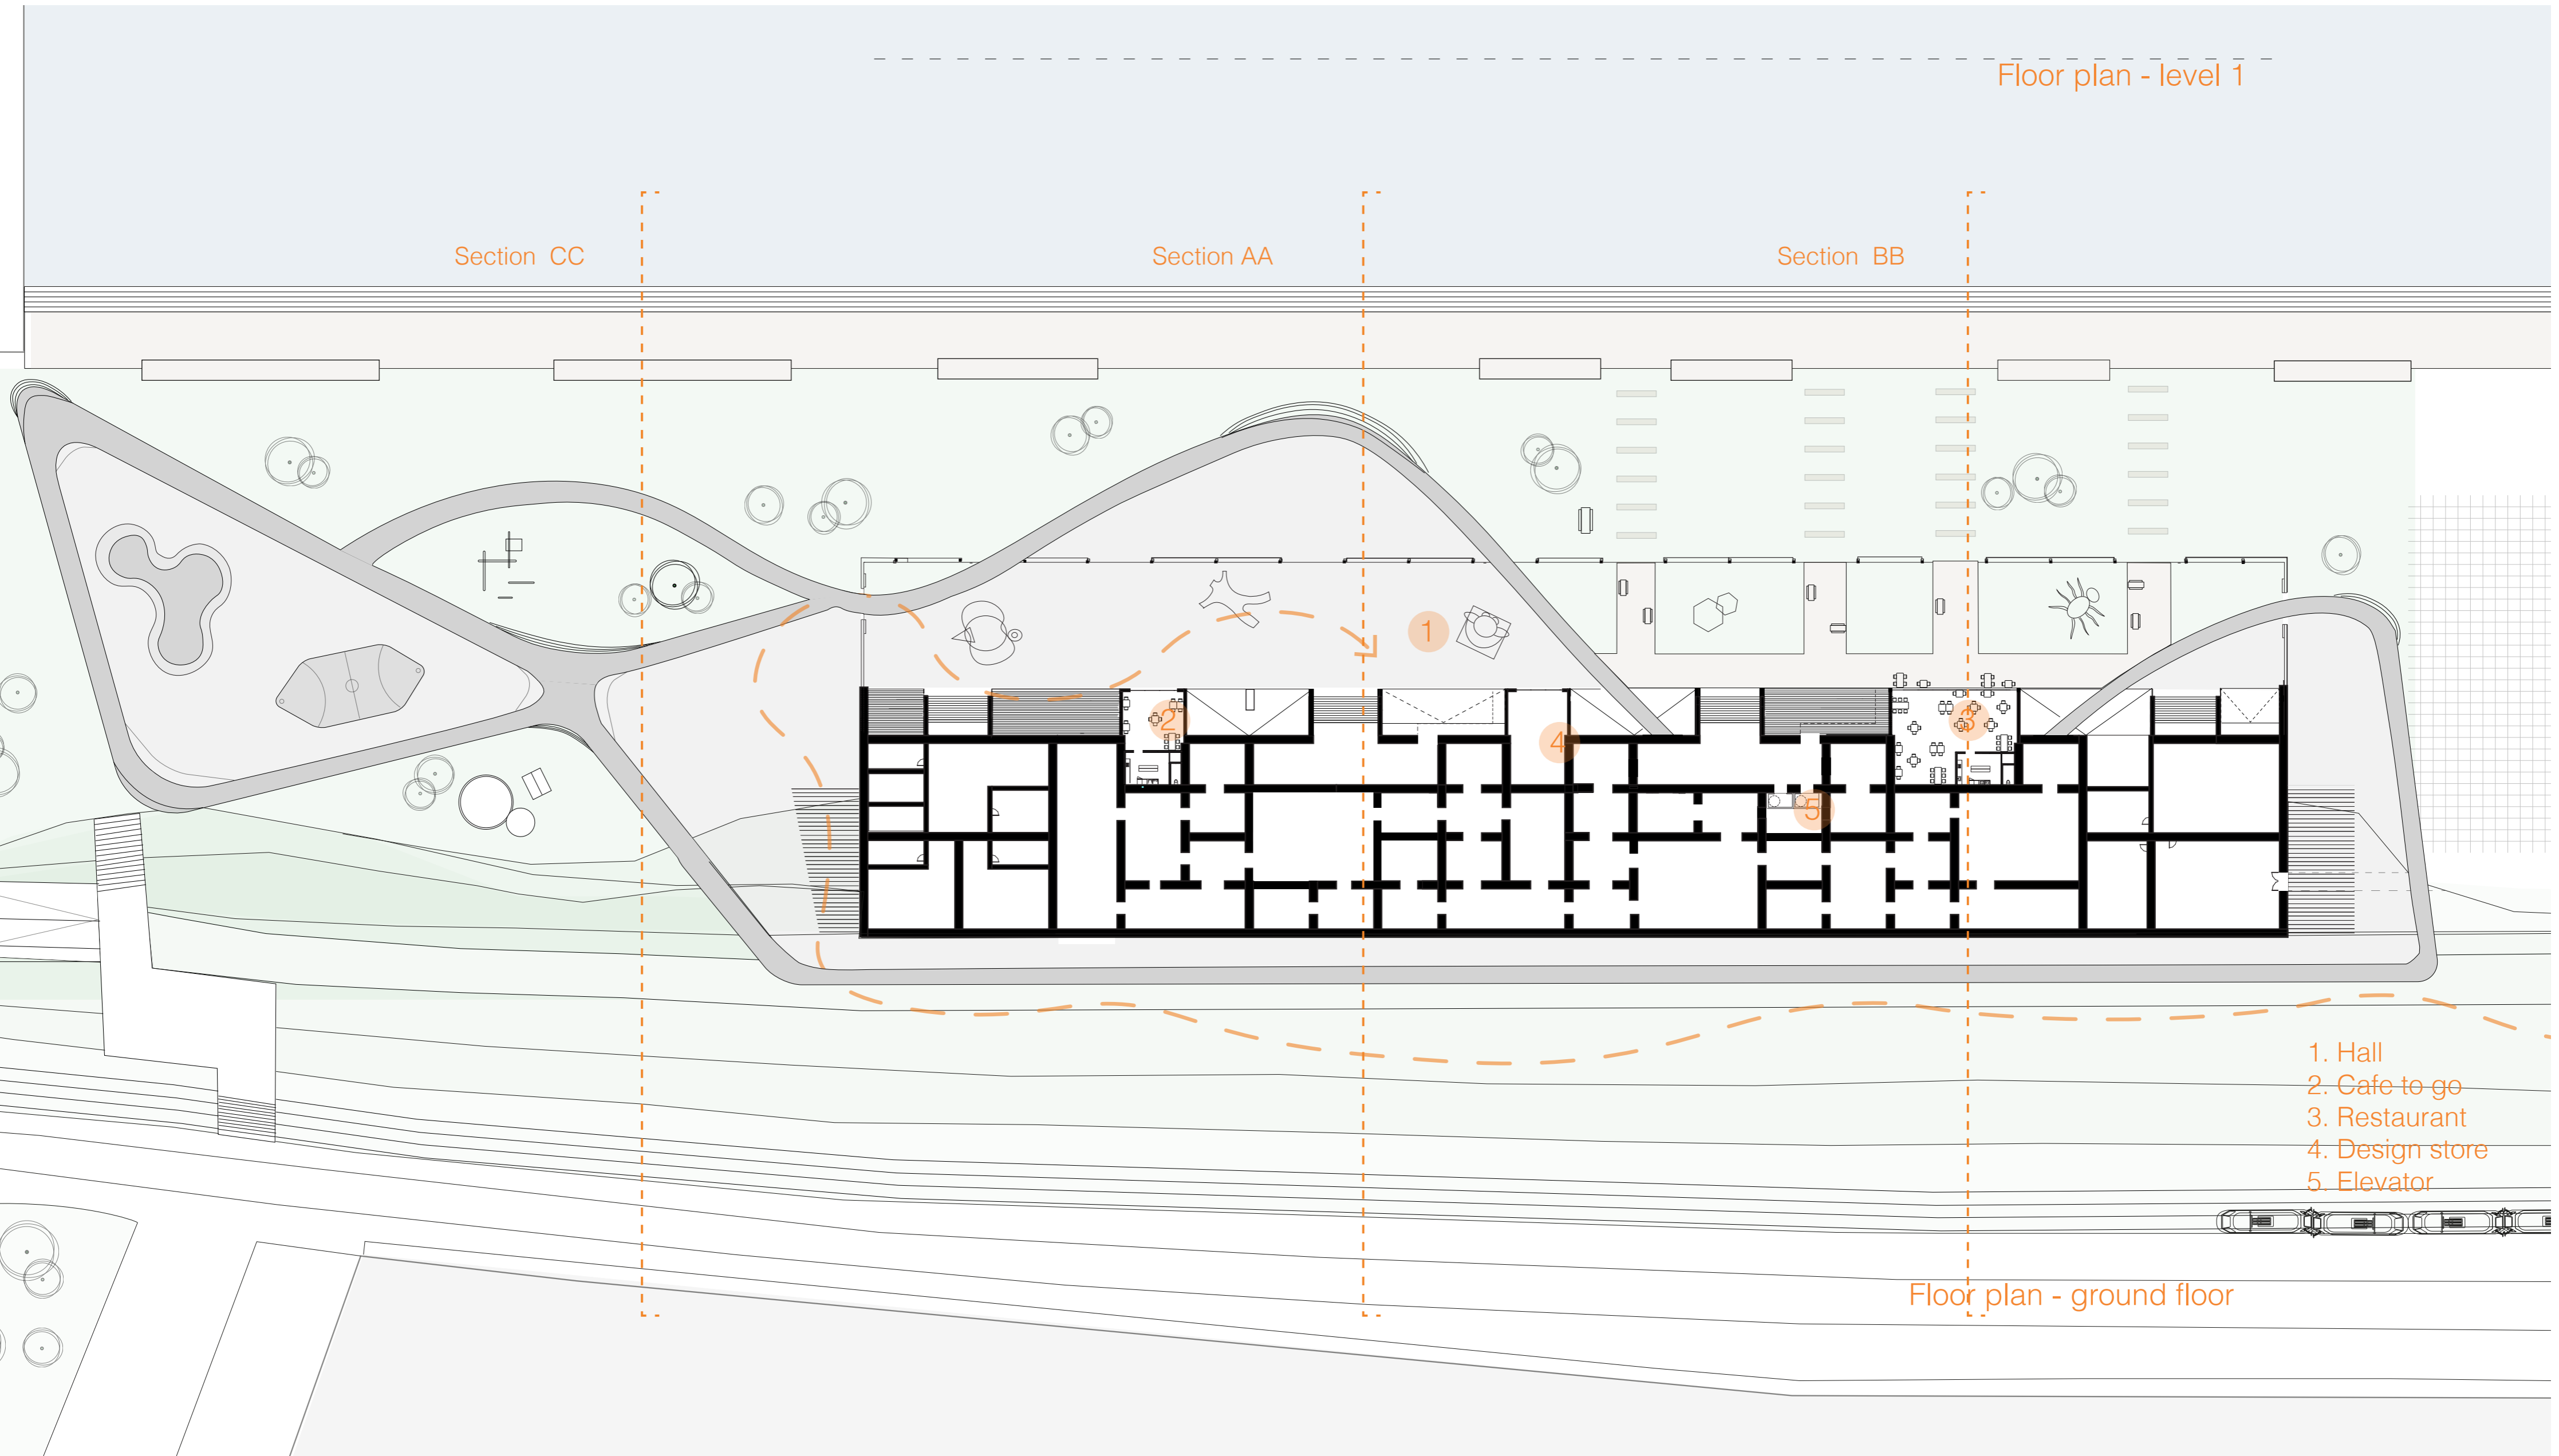 Floor plan - level 1
Section CC
Section AA
Section BB
1
2
3
4
5
1. Hall
2. Cafe to go
3. Restaurant
4. Design store
5. Elevator
Floor plan - ground floor